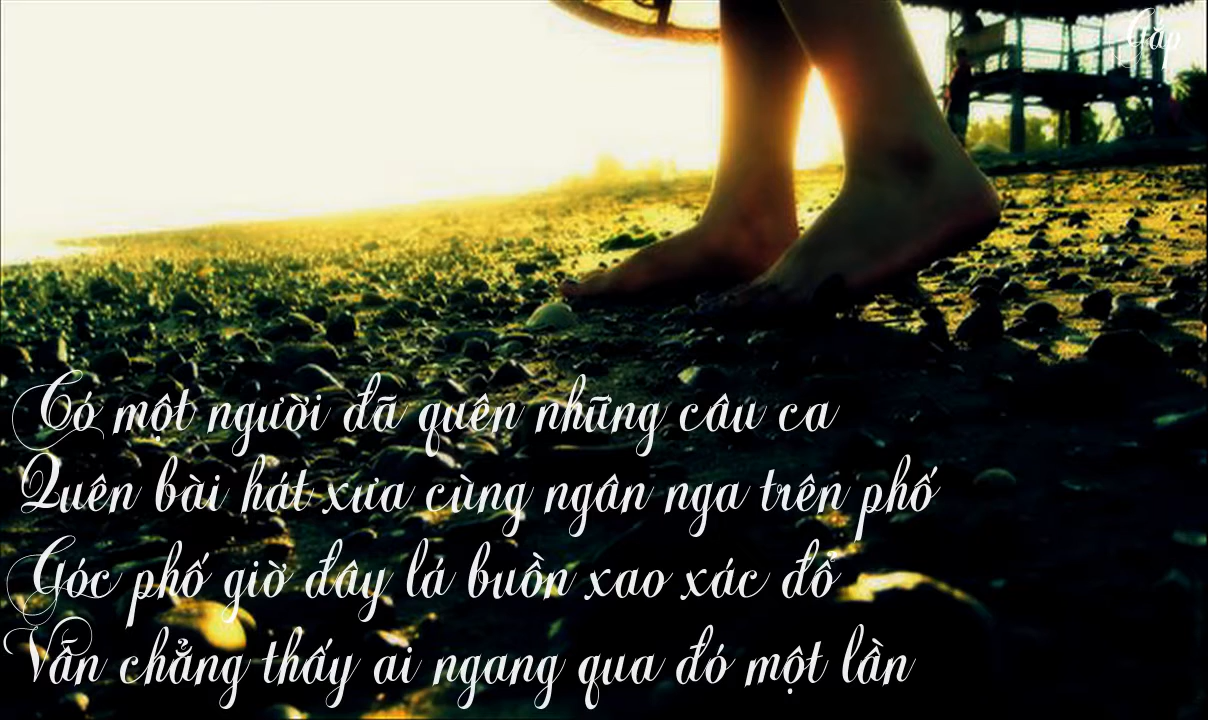 Gấp
Có một người đã quên những câu ca
Quên bài hát xưa cùng ngân nga trên phố
Góc phố giờ đây lá buồn xao xác đổ
Vẫn chẳng thấy ai ngang qua đó một lần